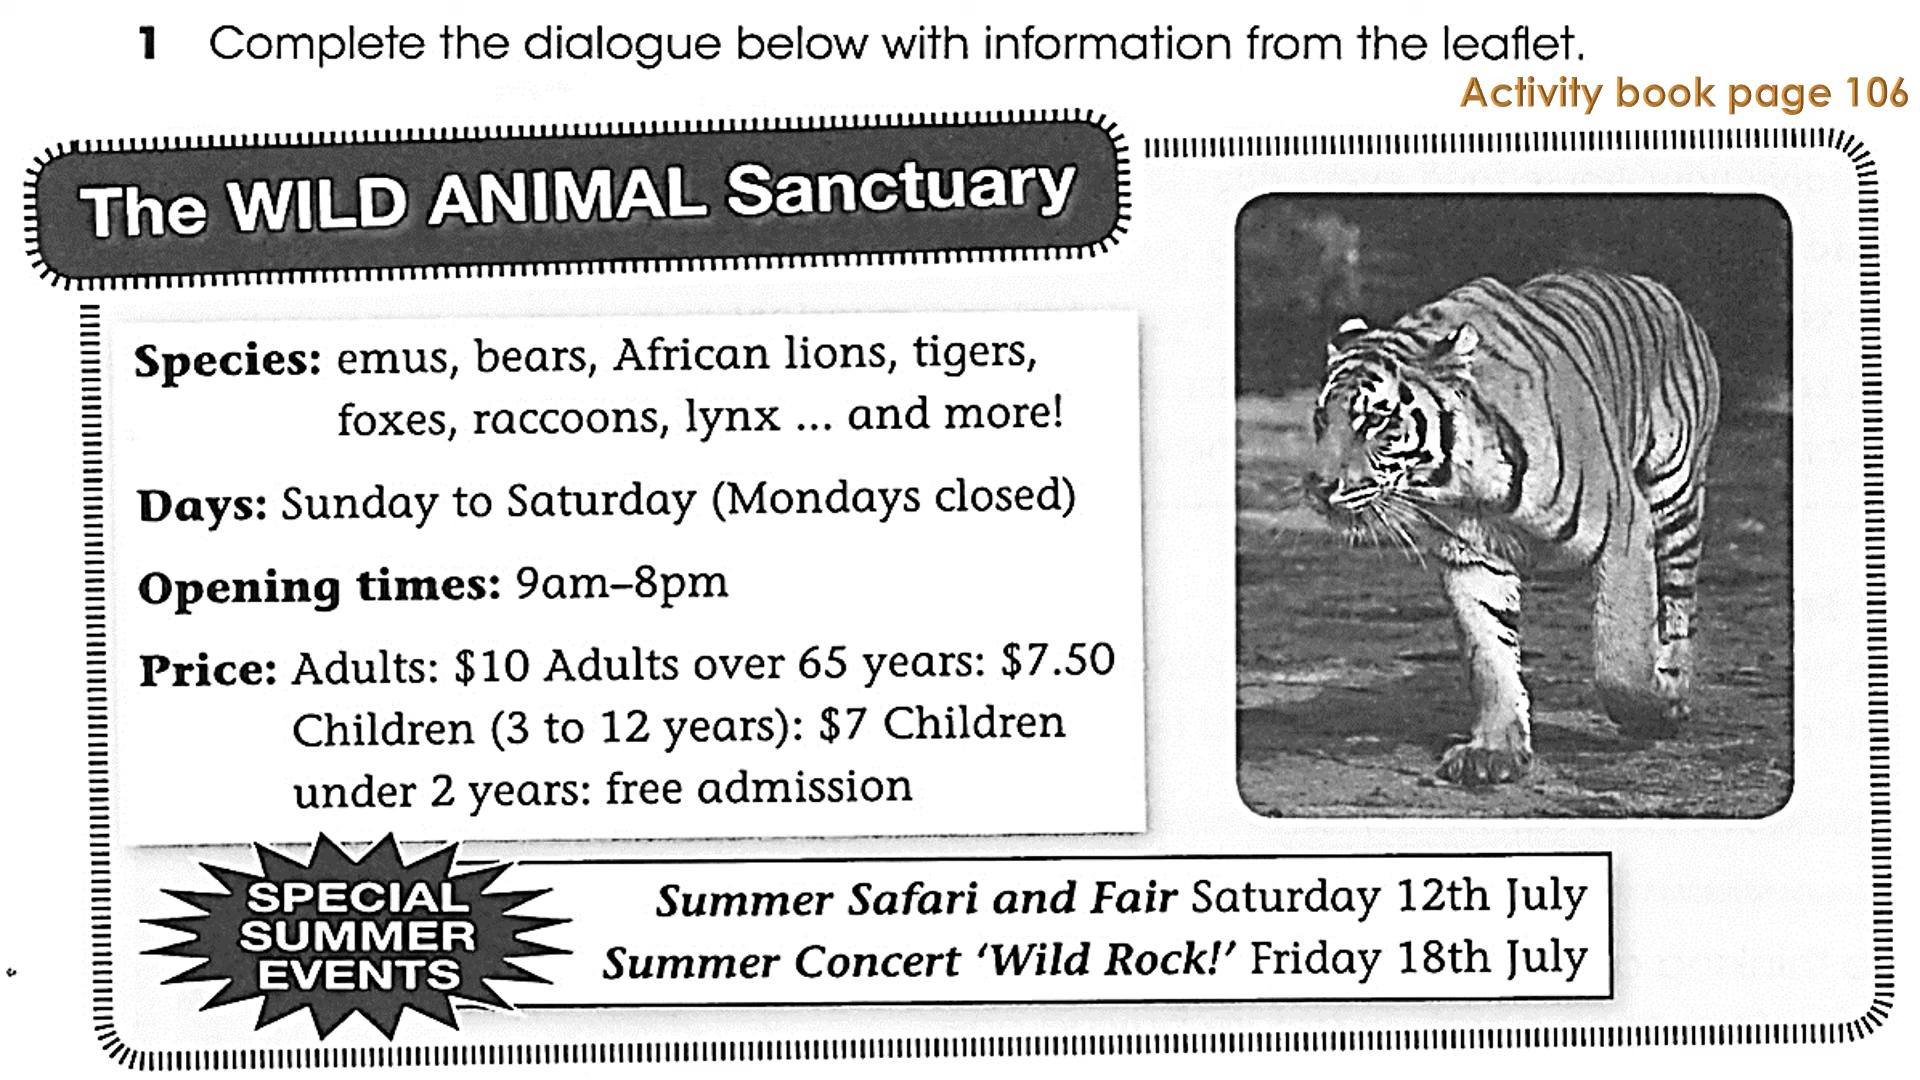 1 Complete the dialogue below with information from the leaflet.
Activity book page 106
The WILD ANIMAL Sanctuary
Species: emus, bears, African lions, tigers,
foxes, raccoons, lynx ... and more!
Days: Sunday to Saturday (Mondays closed)
Opening times: 9am–8pm
Price: Adults: $10 Adults over 65 years: $7.50
Children (3 to 12 years): $7 Children
under 2 years: free admission
SPECIAL
SUMMER
EVENTS
Summer Safari and Fair Saturday 12th July
Summer Concert ‘Wild Rock!’ Friday 18th July